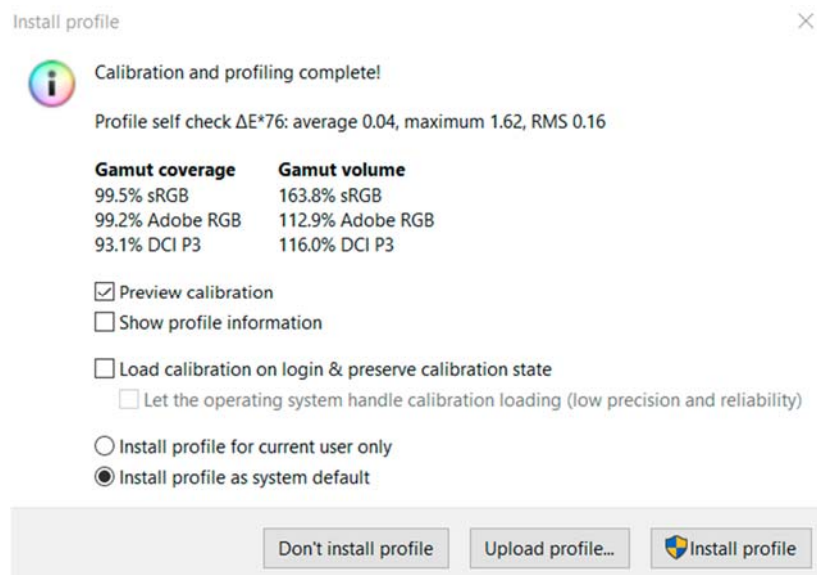 Install profile
Calibration and profiling complete!
Profile self check ΔE*76: average 0.04, maximum 1.62, RMS 0.16
Gamut coverage Gamut volume
99.5% sRGB 163.8% sRGB
99.2% Adobe RGB 112.9% Adobe RGB
93.1% DCI P3 116.0% DCI P3
Preview calibration
Show profile information
Load calibration on login & preserve calibration state
Let the operating system handle calibration loading (low precision and reliability)
Install profile for current user only
Install profile as system default
Don't install profile Upload profile... Install profile